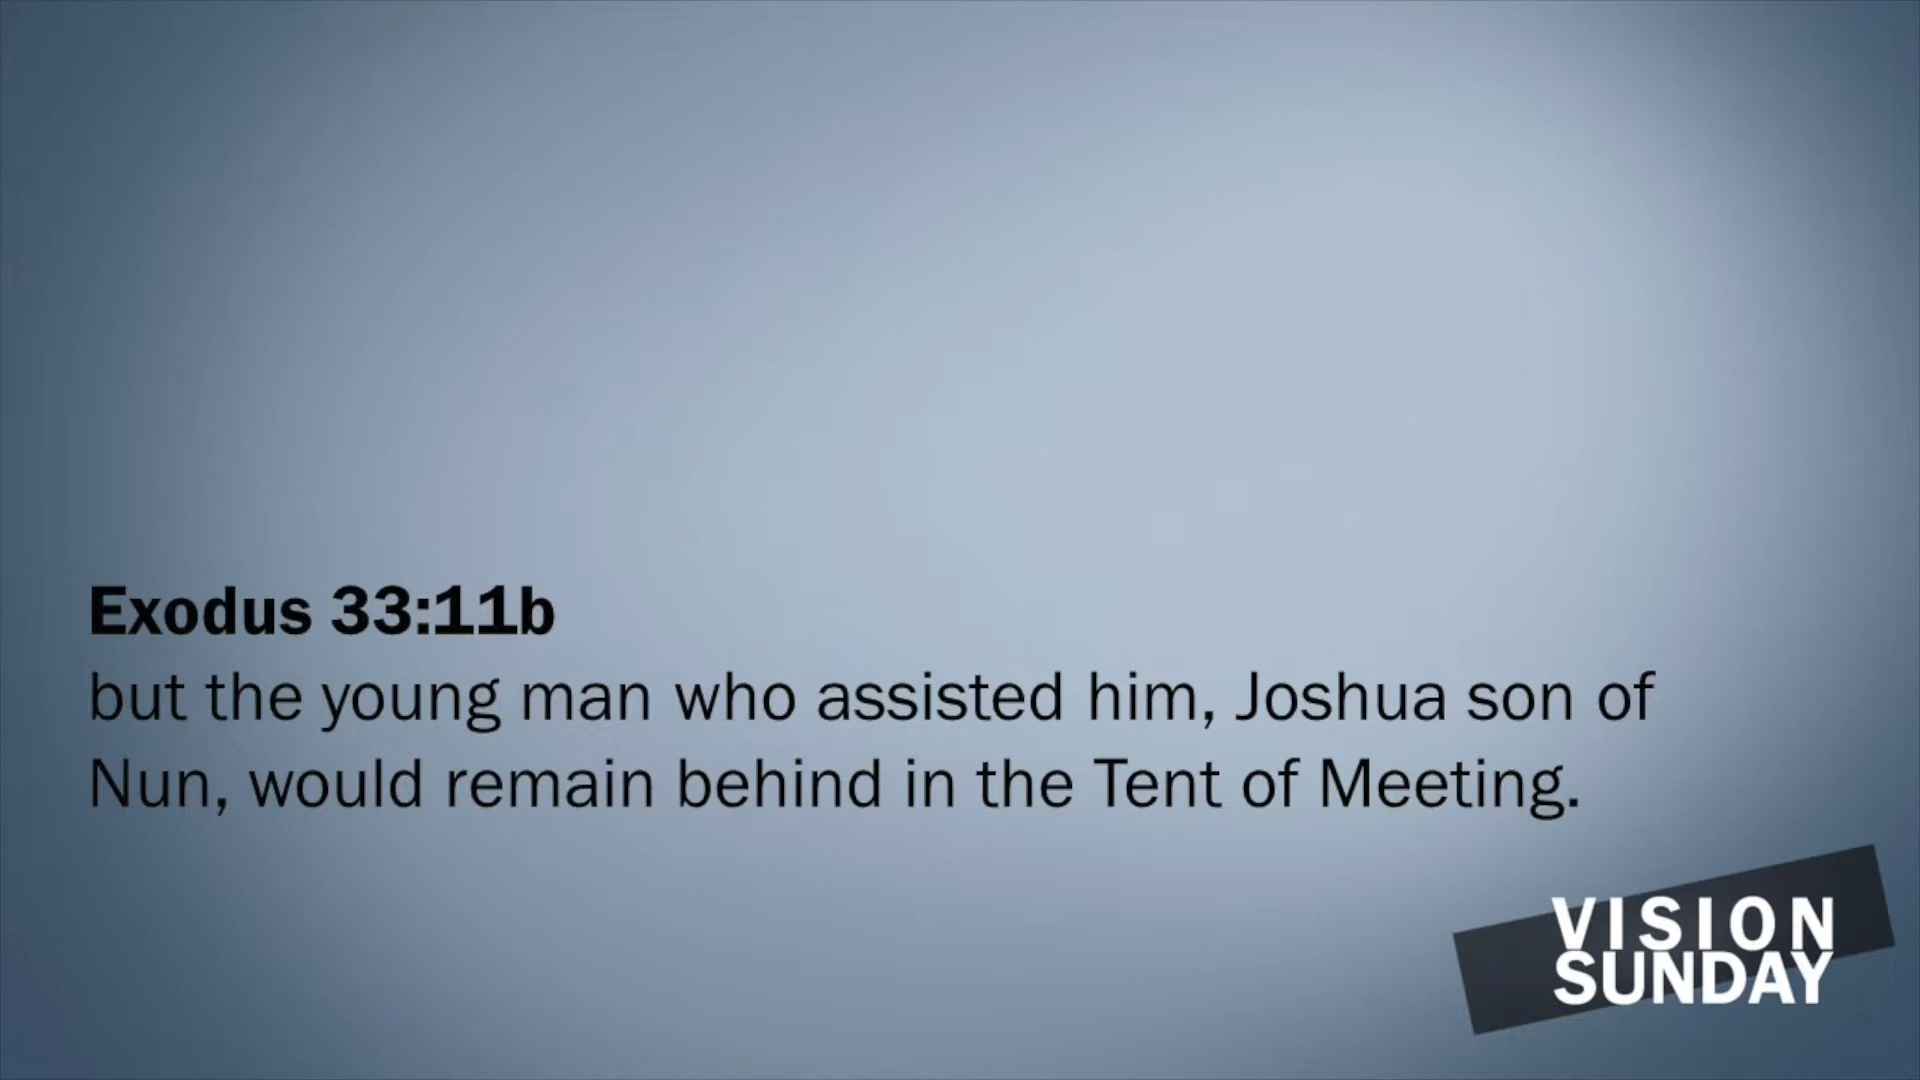 Exodus 33:11b
but the young man who assisted him, Joshua son of
Nun, would remain behind in the Tent of Meeting.
VISION
SUNDAY